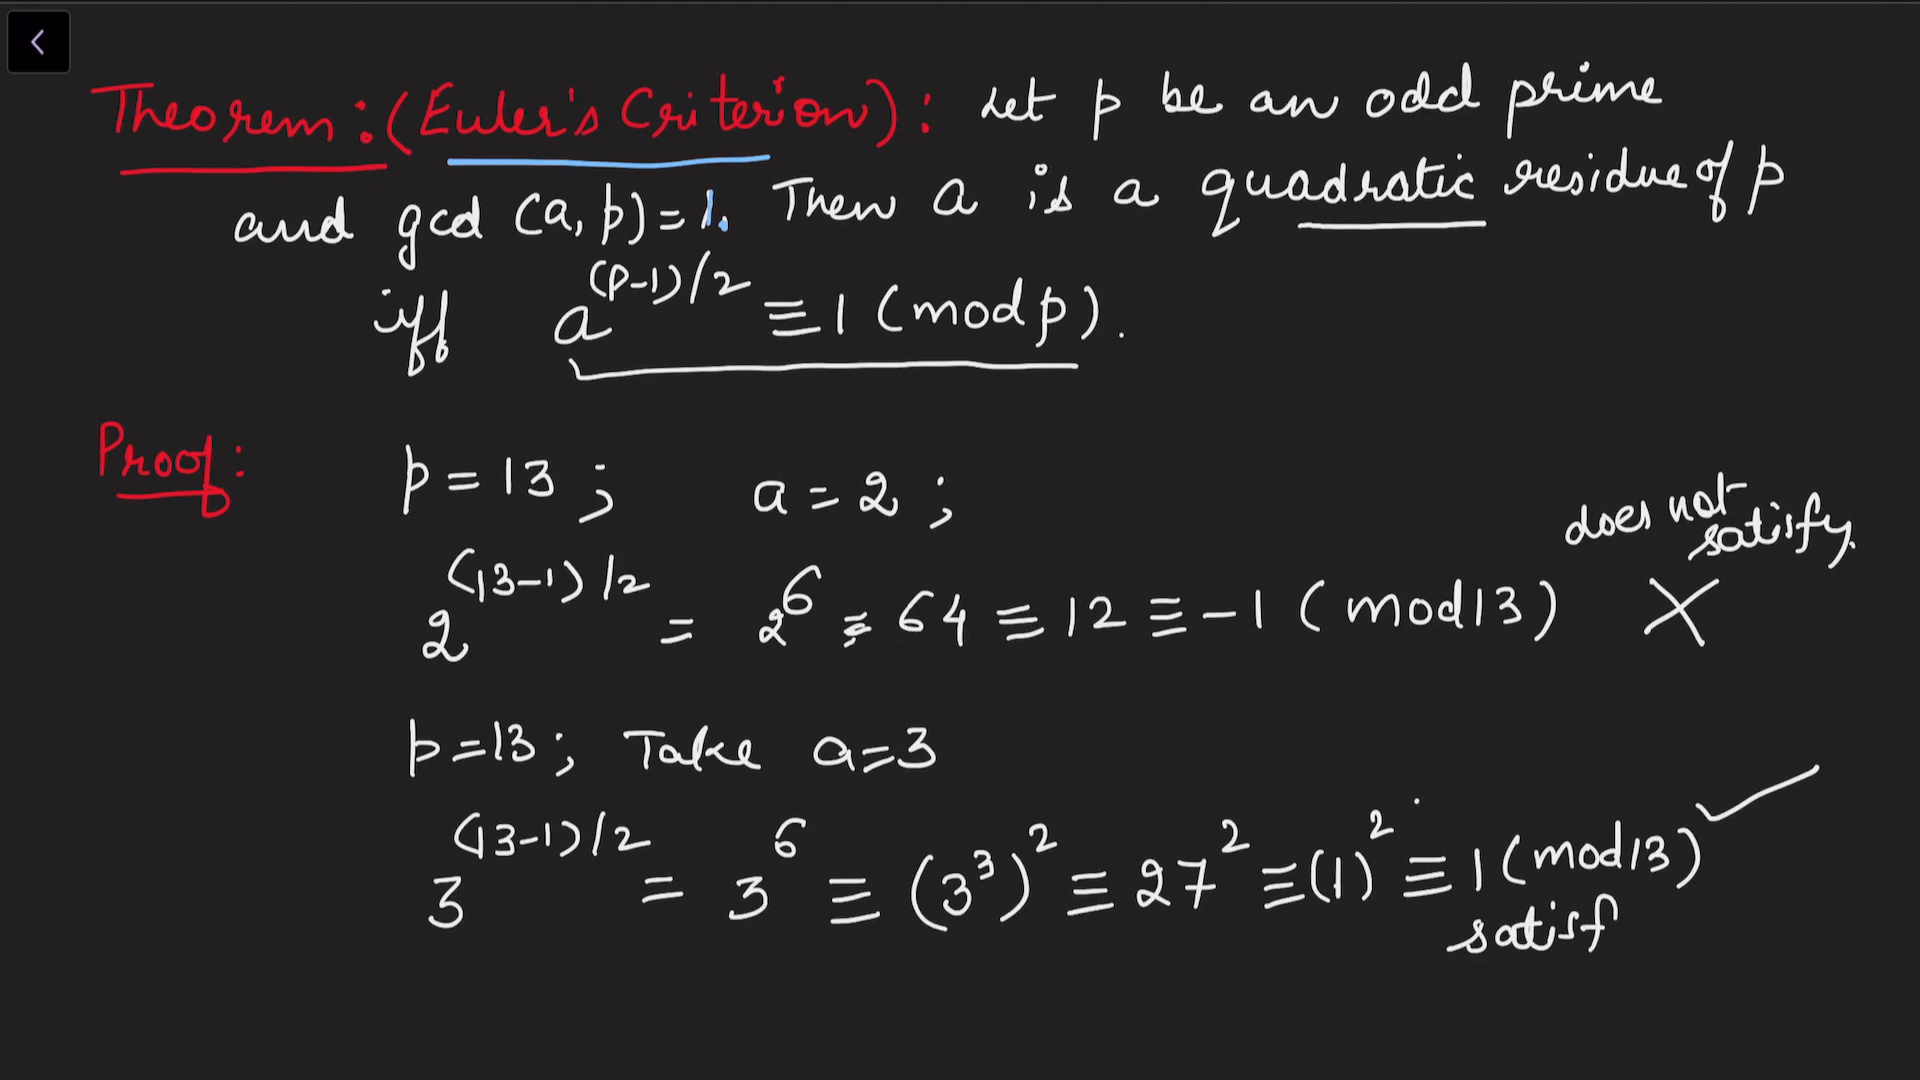 Theorem: (Euler's Criterion): Let p be an odd prime
and gcd (a, p) = 1. Then a is a quadratic residue of p
iff a^(p-1)/2 ≡ 1 (mod p).
Proof: p = 13 ; a = 2 ;
does not satisfy.
2^(13-1)/2 = 2^6 ≡ 64 ≡ 12 ≡ -1 (mod 13) X
p = 13 ; Take a = 3
3^(13-1)/2 = 3^6 ≡ (3^3)^2 ≡ 27^2 ≡ (1)^2 ≡ 1 (mod 13) ✓
satisf